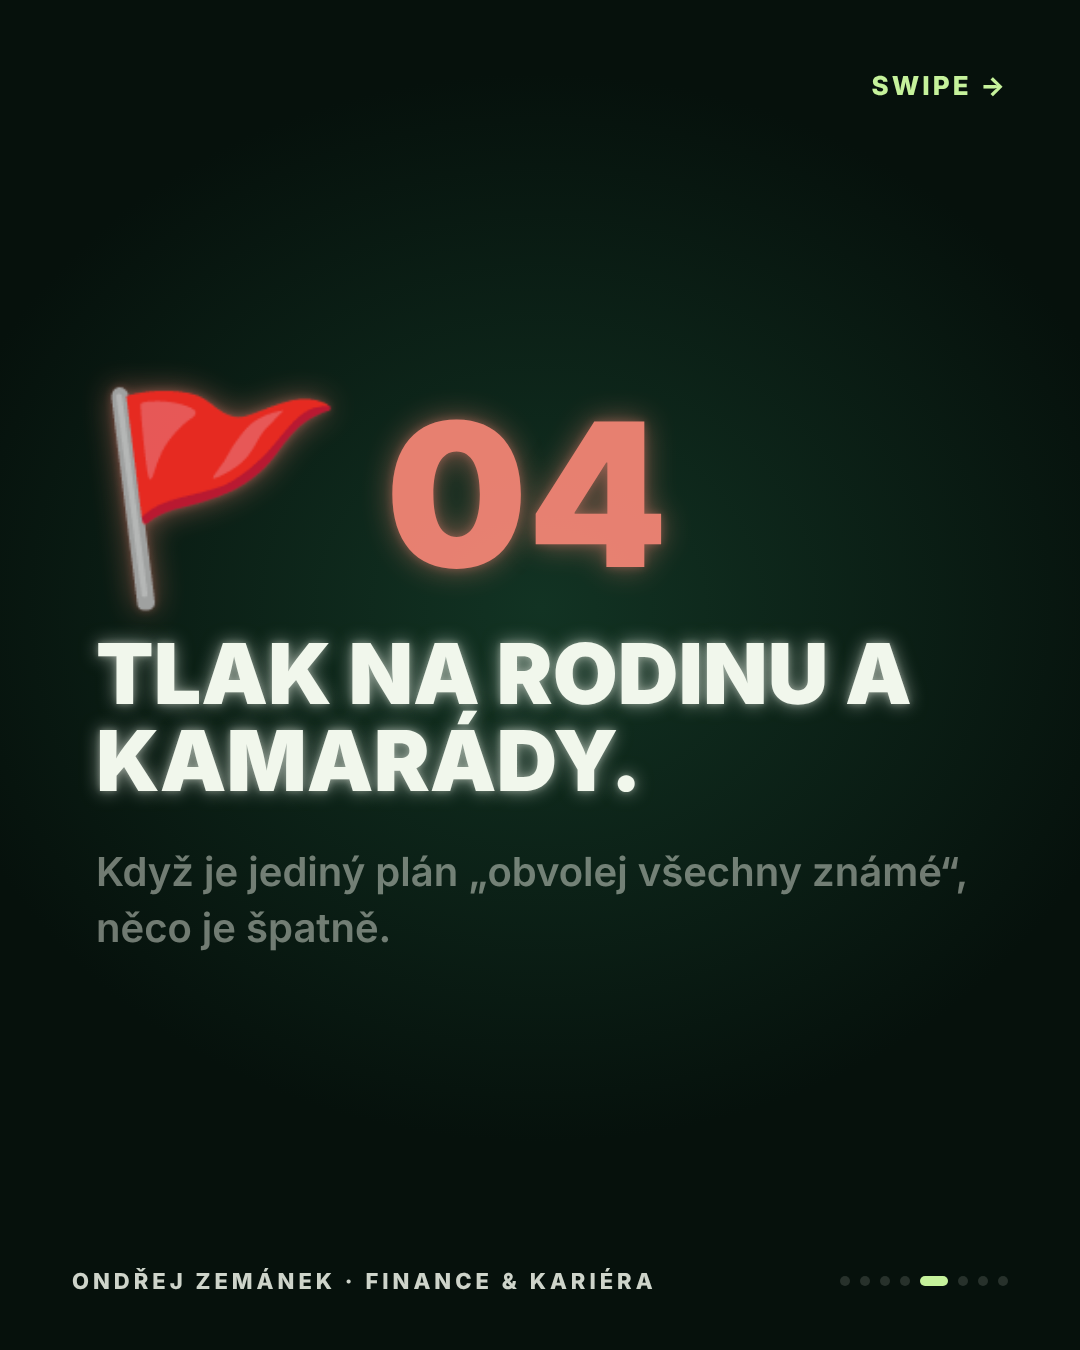 SWIPE →
04
TLAK NA RODINU A
KAMARÁDY.
Když je jediný plán „obvolej všechny známé“,
něco je špatně.
ONDŘEJ ZEMÁNEK · FINANCE & KARIÉRA